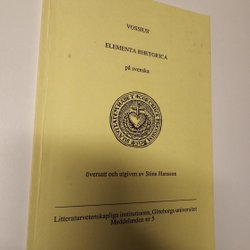 VOSSIUS'
ELEMENTA RHETORICA
på svenska
översatt och utgiven av Stina Hansson
Litteraturvetenskapliga institutionen, Göteborgs universitet
Meddelanden nr 5